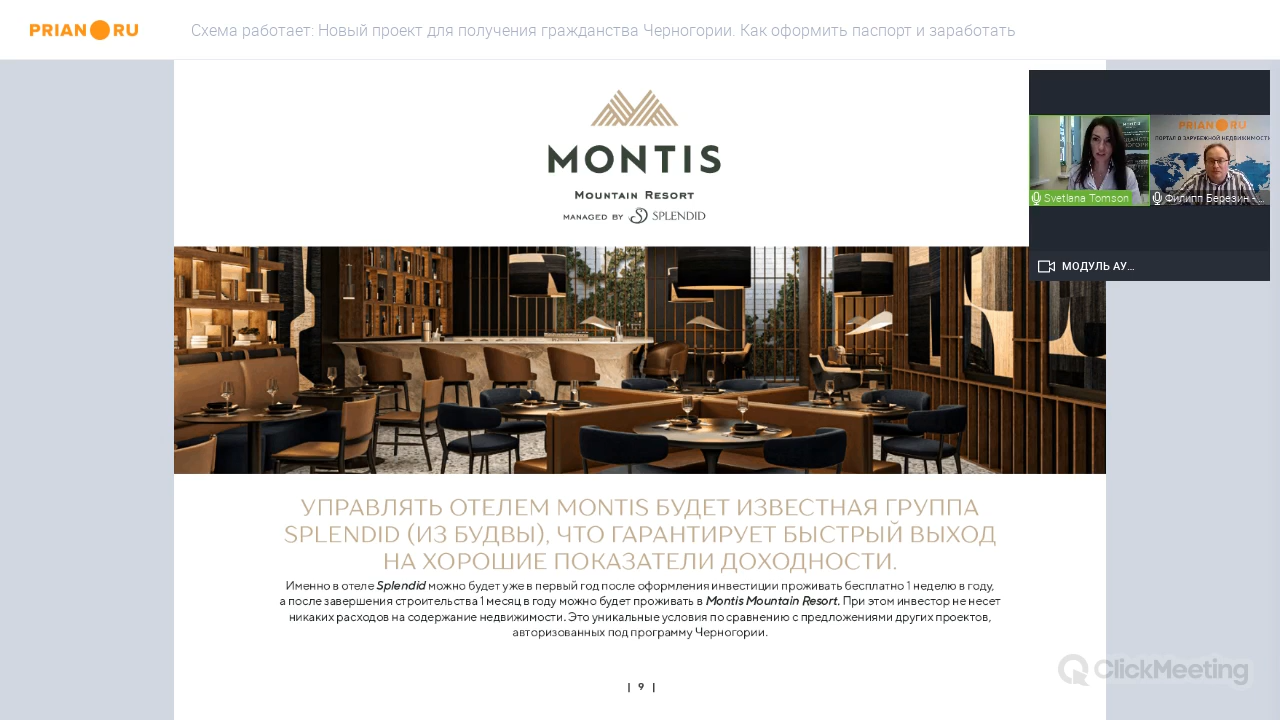 PRIAN RU
Схема работает: Новый проект для получения гражданства Черногории. Как оформить паспорт и заработать
MONTIS
MOUNTAIN RESORT
MANAGED BY S SPLENDID
PRIAN RU
ПОРТАЛ О ЗАРУБЕЖНОЙ НЕДВИЖИМОСТИ
Svetlana Tomson
Филипп Березин -...
МОДУЛЬ АУ...
УПРАВЛЯТЬ ОТЕЛЕМ MONTIS БУДЕТ ИЗВЕСТНАЯ ГРУППА
SPLENDID (ИЗ БУДВЫ), ЧТО ГАРАНТИРУЕТ БЫСТРЫЙ ВЫХОД
НА ХОРОШИЕ ПОКАЗАТЕЛИ ДОХОДНОСТИ.
Именно в отеле Splendid можно будет уже в первый год после оформления инвестиции проживать бесплатно 1 неделю в году,
а после завершения строительства 1 месяц в году можно будет проживать в Montis Mountain Resort. При этом инвестор не несет
никаких расходов на содержание недвижимости. Это уникальные условия по сравнению с предложениями других проектов,
авторизованных под программу Черногории.
| 9 |
ClickMeeting